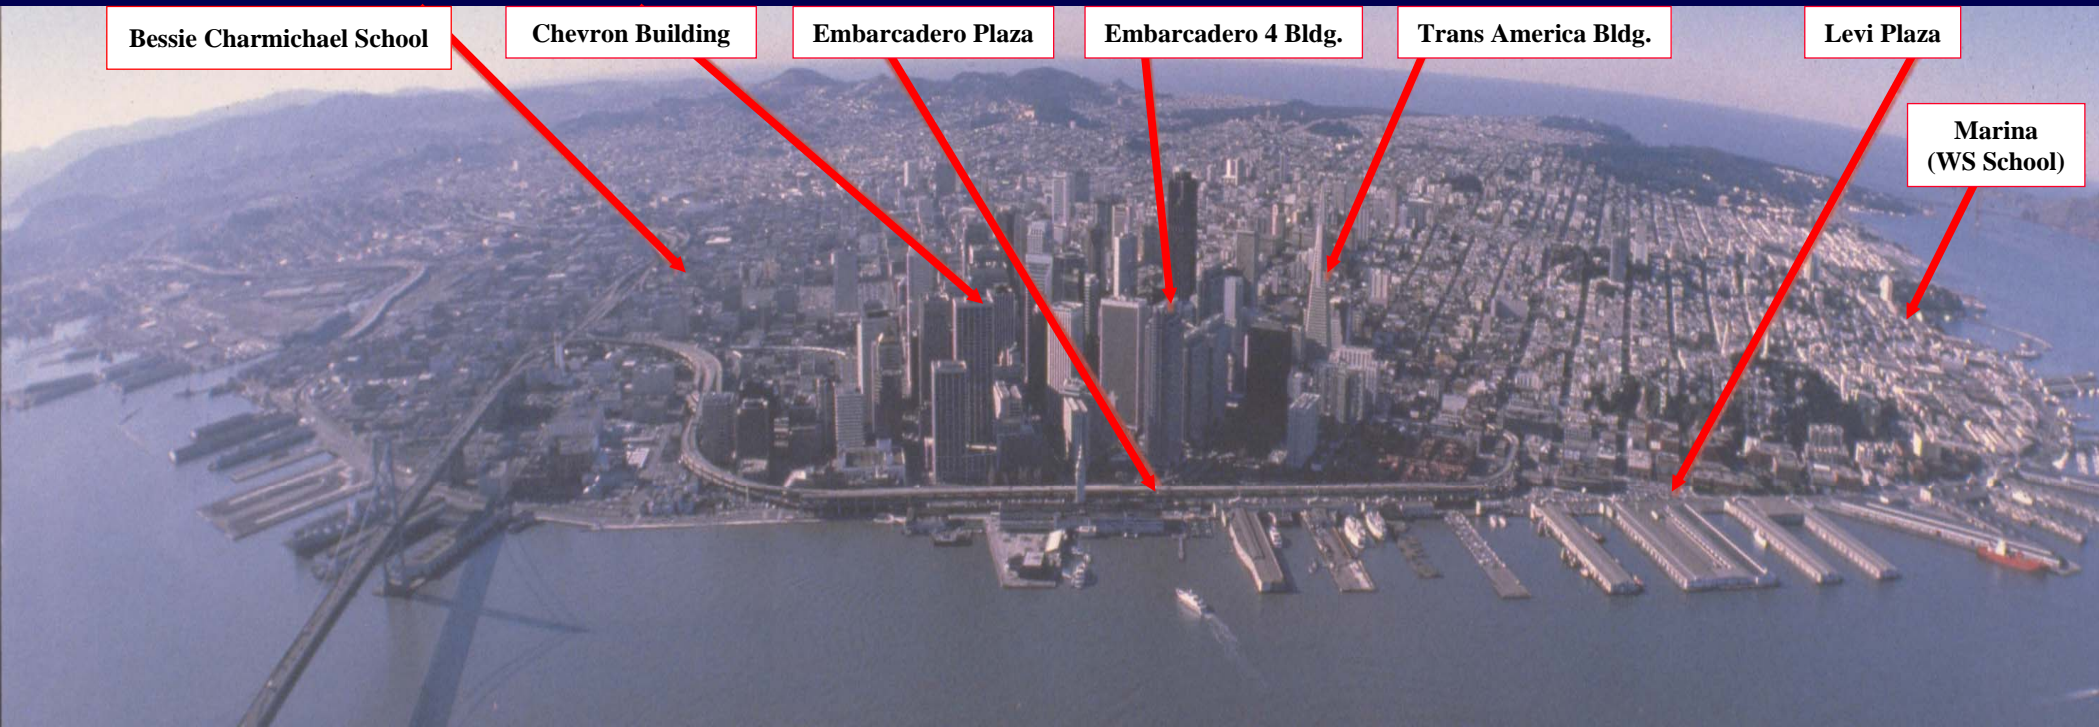 Bessie Charmichael School
Chevron Building
Embarcadero Plaza
Embarcadero 4 Bldg.
Trans America Bldg.
Levi Plaza
Marina
(WS School)